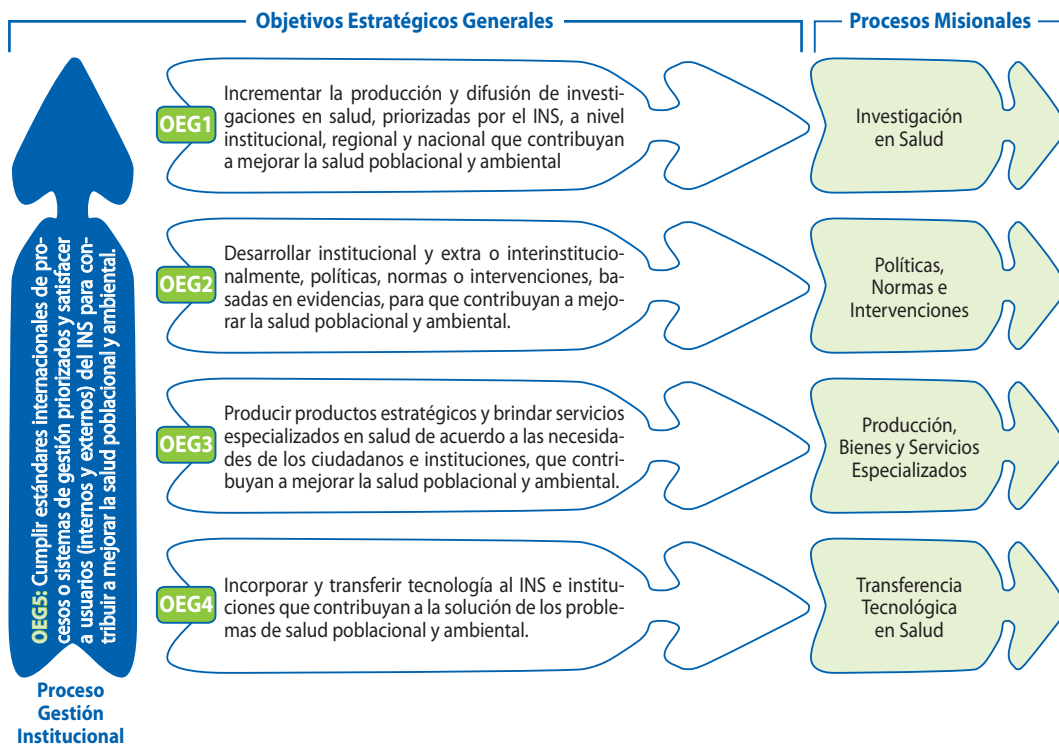 Objetivos Estratégicos Generales
Procesos Misionales
OEG1
Incrementar la producción y difusión de investi-
gaciones en salud, priorizadas por el INS, a nivel
institucional, regional y nacional que contribuyan
a mejorar la salud poblacional y ambiental
Investigación
en Salud
OEG2
Desarrollar institucional y extra o interinstitucio-
nalmente, políticas, normas o intervenciones, ba-
sadas en evidencias, para que contribuyan a mejo-
rar la salud poblacional y ambiental.
Políticas,
Normas e
Intervenciones
OEG3
Producir productos estratégicos y brindar servicios
especializados en salud de acuerdo a las necesida-
des de los ciudadanos e instituciones, que contri-
buyan a mejorar la salud poblacional y ambiental.
Producción,
Bienes y Servicios
Especializados
OEG4
Incorporar y transferir tecnología al INS e institu-
ciones que contribuyan a la solución de los proble-
mas de salud poblacional y ambiental.
Transferencia
Tecnológica
en Salud
OEG5: Cumplir estándares internacionales de pro-
cesos o sistemas de gestión priorizados y satisfacer
a usuarios (internos y externos) del INS para con-
tribuir a mejorar la salud poblacional y ambiental.
Proceso
Gestión
Institucional